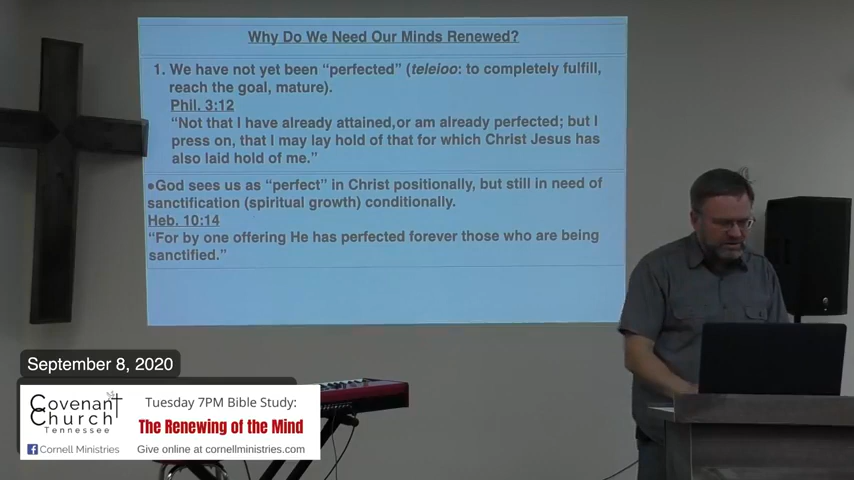 Why Do We Need Our Minds Renewed?
1. We have not yet been “perfected” (teleioo: to completely fulfill,
reach the goal, mature).
Phil. 3:12
“Not that I have already attained,or am already perfected; but I
press on, that I may lay hold of that for which Christ Jesus has
also laid hold of me.”
•God sees us as “perfect” in Christ positionally, but still in need of
sanctification (spiritual growth) conditionally.
Heb. 10:14
“For by one offering He has perfected forever those who are being
sanctified.”
September 8, 2020
Covenant
Church
Tennessee
Cornell Ministries
Tuesday 7PM Bible Study:
The Renewing of the Mind
Give online at cornellministries.com